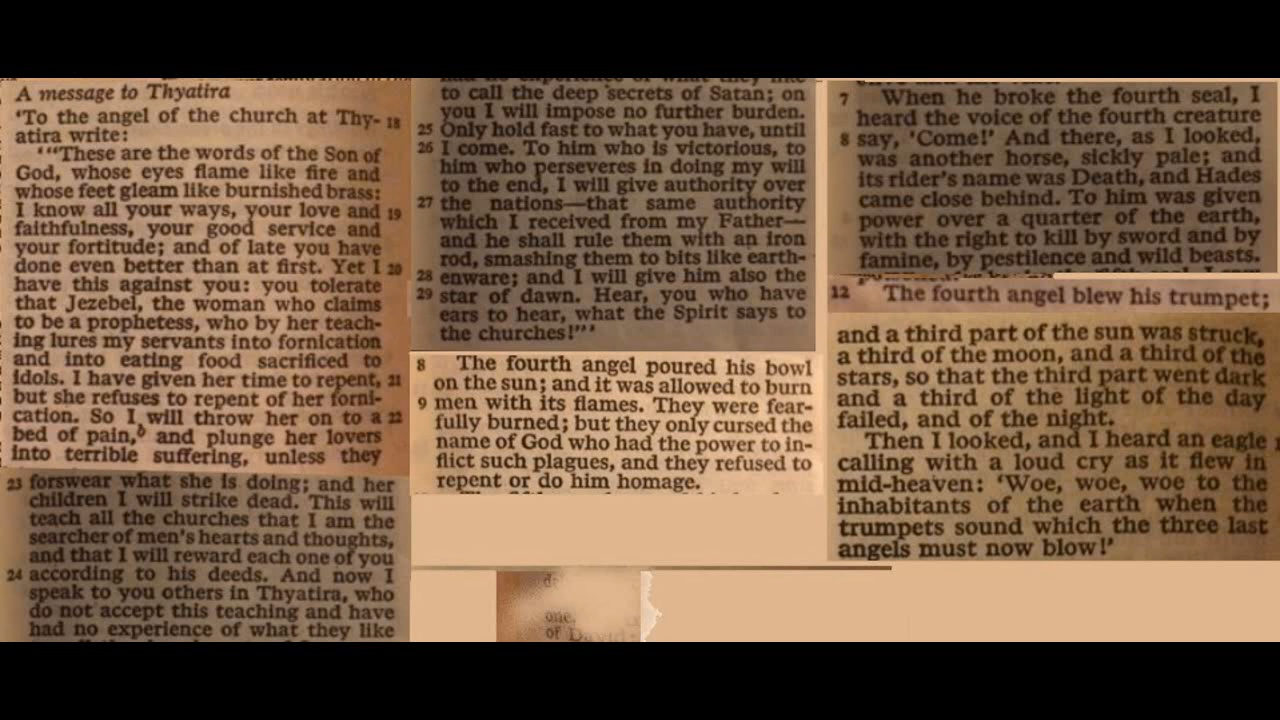 A message to Thyatira
'To the angel of the church at Thy- 18
atira write:
'"These are the words of the Son of
God, whose eyes flame like fire and
whose feet gleam like burnished brass:
I know all your ways, your love and 19
faithfulness, your good service and
your fortitude; and of late you have
done even better than at first. Yet I 20
have this against you: you tolerate
that Jezebel, the woman who claims
to be a prophetess, who by her teach-
ing lures my servants into fornication
and into eating food sacrificed to
idols. I have given her time to repent, 21
but she refuses to repent of her forni-
cation. So I will throw her on to a 22
bed of pain,b and plunge her lovers
into terrible suffering, unless they
23 forswear what she is doing; and her
children I will strike dead. This will
teach all the churches that I am the
searcher of men's hearts and thoughts,
and that I will reward each one of you
24 according to his deeds. And now I
speak to you others in Thyatira, who
do not accept this teaching and have
had no experience of what they like
had no experience of what they like
to call the deep secrets of Satan; on
you I will impose no further burden.
25 Only hold fast to what you have, until
26 I come. To him who is victorious, to
him who perseveres in doing my will
to the end, I will give authority over
27 the nations—that same authority
which I received from my Father—
and he shall rule them with an iron
rod, smashing them to bits like earth-
28 enware; and I will give him also the
29 star of dawn. Hear, you who have
ears to hear, what the Spirit says to
the churches!"'
8 The fourth angel poured his bowl
on the sun; and it was allowed to burn
9 men with its flames. They were fear-
fully burned; but they only cursed the
name of God who had the power to in-
flict such plagues, and they refused to
repent or do him homage.
one,
of David:
7 When he broke the fourth seal, I
heard the voice of the fourth creature
8 say, 'Come!' And there, as I looked,
was another horse, sickly pale; and
its rider's name was Death, and Hades
came close behind. To him was given
power over a quarter of the earth,
with the right to kill by sword and by
famine, by pestilence and wild beasts.
12 The fourth angel blew his trumpet;
and a third part of the sun was struck,
a third of the moon, and a third of the
stars, so that the third part went dark
and a third of the light of the day
failed, and of the night.
Then I looked, and I heard an eagle
calling with a loud cry as it flew in
mid-heaven: 'Woe, woe, woe to the
inhabitants of the earth when the
trumpets sound which the three last
angels must now blow!'